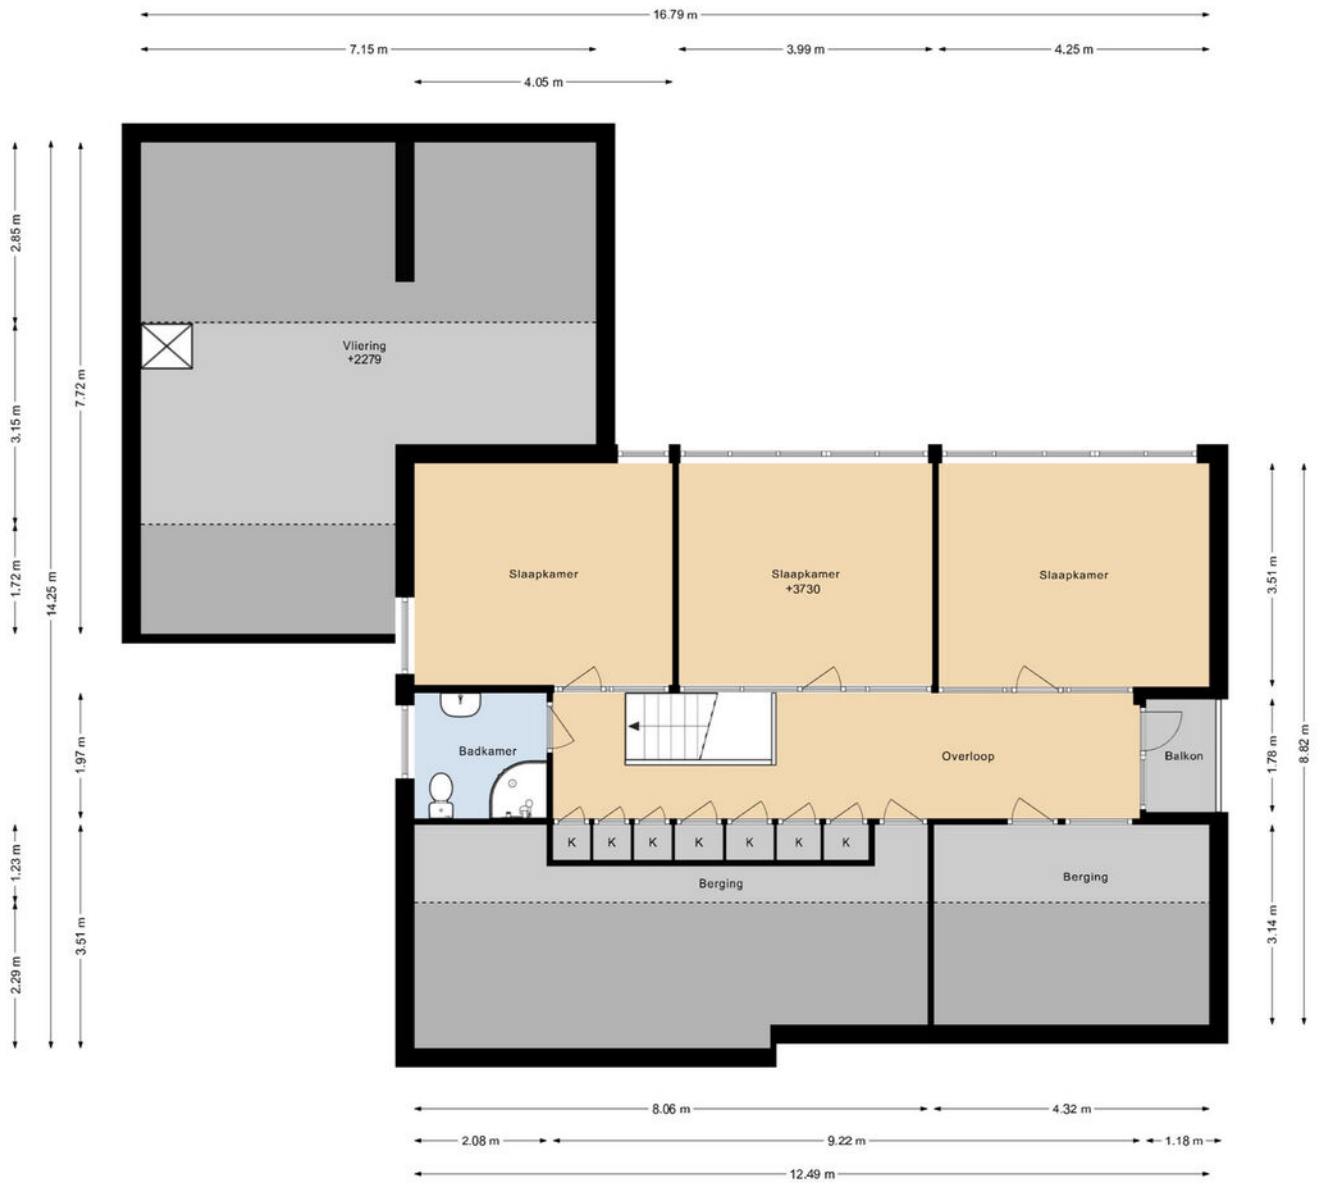 16.79 m
7.15 m
3.99 m
4.25 m
4.05 m
2.85 m
3.15 m
1.72 m
14.25 m
7.72 m
Vliering
+2279
Slaapkamer
Slaapkamer
+3730
Slaapkamer
3.51 m
8.82 m
1.97 m
Badkamer
Overloop
Balkon
1.78 m
1.23 m
2.29 m
3.51 m
K K K K K K K
Berging
Berging
3.14 m
8.06 m
4.32 m
2.08 m
9.22 m
1.18 m
12.49 m